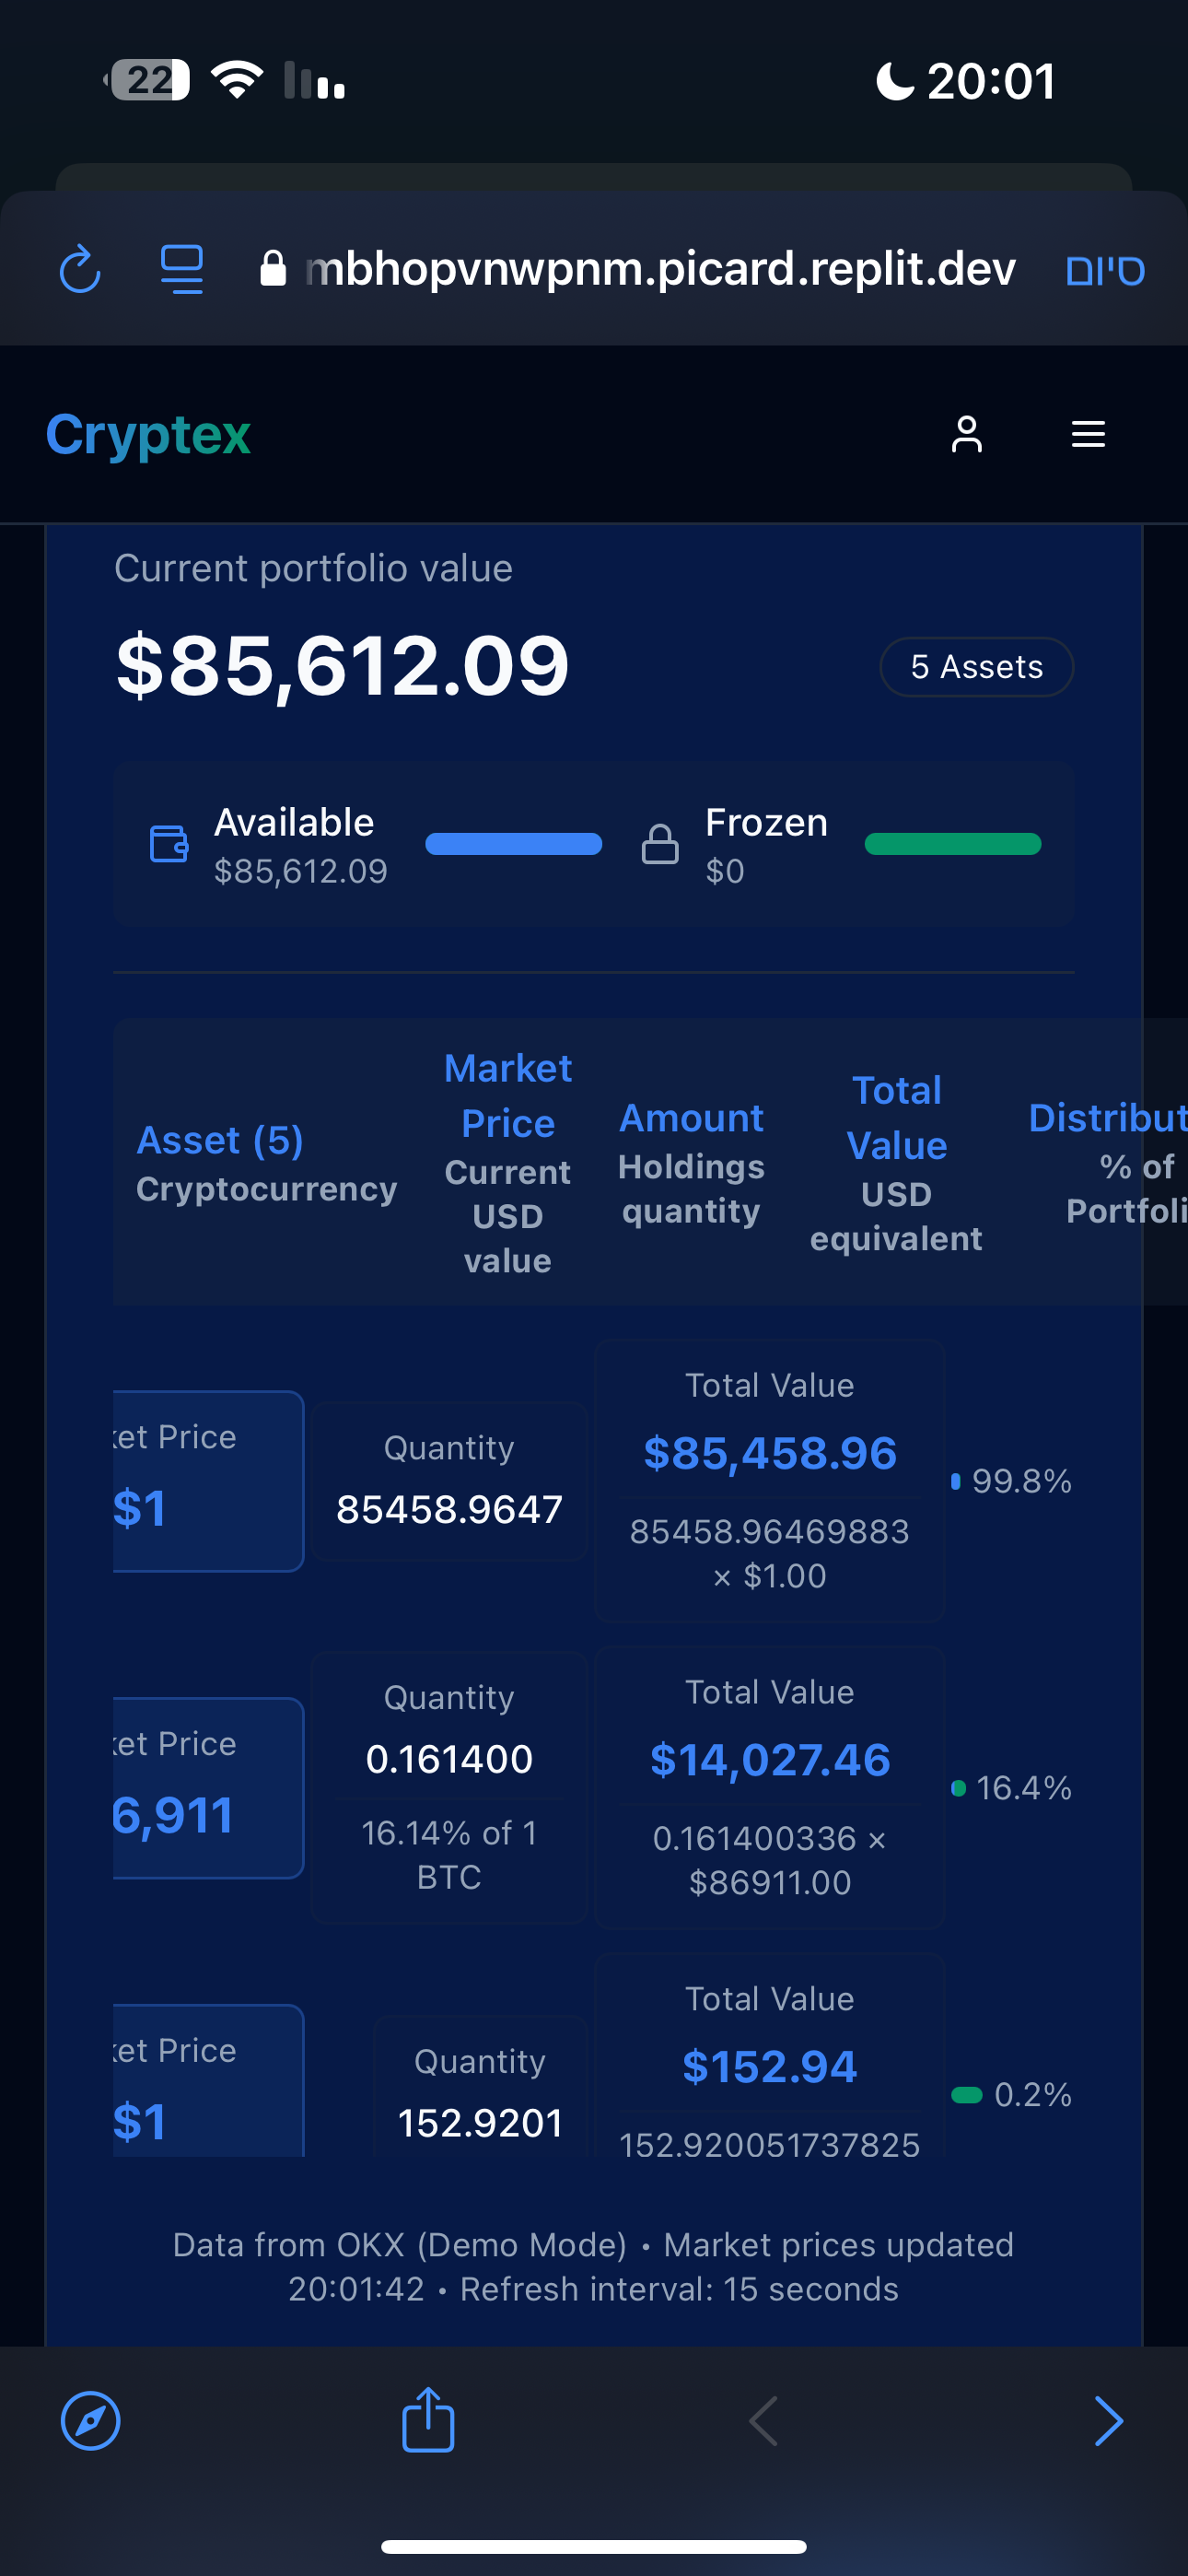 22 20:01
mbhopvnwpnm.picard.replit.dev סיום
Cryptex
Current portfolio value
$85,612.09 5 Assets
Available Frozen
$85,612.09 $0
Asset (5)
Cryptocurrency
Market
Price
Current
USD
value
Amount
Holdings
quantity
Total
Value
USD
equivalent
Distribut
% of
Portfoli
ket Price
$1
Quantity
85458.9647
Total Value
$85,458.96
85458.96469883
× $1.00
99.8%
ket Price
6,911
Quantity
0.161400
16.14% of 1
BTC
Total Value
$14,027.46
0.161400336 ×
$86911.00
16.4%
ket Price
$1
Quantity
152.9201
Total Value
$152.94
152.920051737825
0.2%
Data from OKX (Demo Mode) • Market prices updated
20:01:42 • Refresh interval: 15 seconds